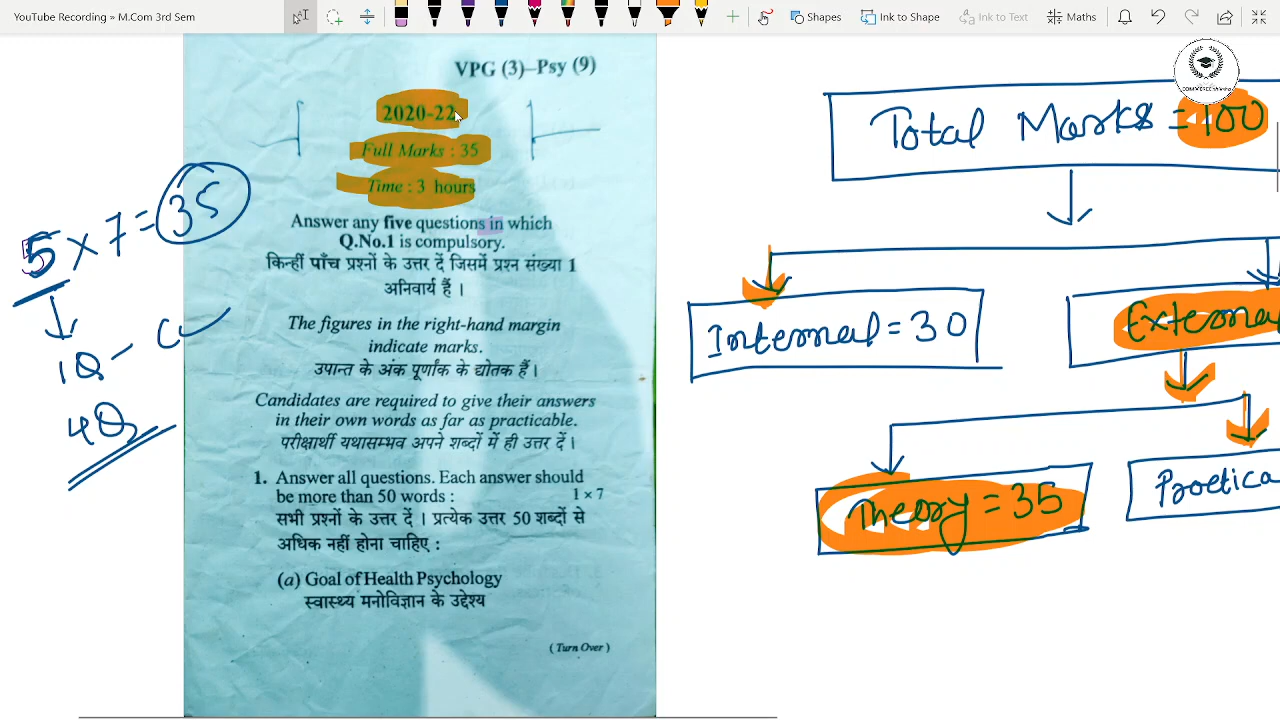 YouTube Recording » M.Com 3rd Sem
Shapes
Ink to Shape
Ink to Text
Maths
VPG (3)–Psy (9)
2020-22
Full Marks : 35
Time : 3 hours
Answer any five questions in which
Q.No.1 is compulsory.
किन्हीं पाँच प्रश्नों के उत्तर दें जिसमें प्रश्न संख्या 1
अनिवार्य हैं ।
The figures in the right-hand margin
indicate marks.
उपान्त के अंक पूर्णांक के द्योतक हैं ।
Candidates are required to give their answers
in their own words as far as practicable.
परीक्षार्थी यथासम्भव अपने शब्दों में ही उत्तर दें ।
1. Answer all questions. Each answer should
be more than 50 words : 1 × 7
सभी प्रश्नों के उत्तर दें । प्रत्येक उत्तर 50 शब्दों से
अधिक नहीं होना चाहिए :
(a) Goal of Health Psychology
स्वास्थ्य मनोविज्ञान के उद्देश्य
( Turn Over )
5 × 7 = 35
1Q – C
4Q
Total Marks = 100
Internal = 30
External
Theory = 35
Practica